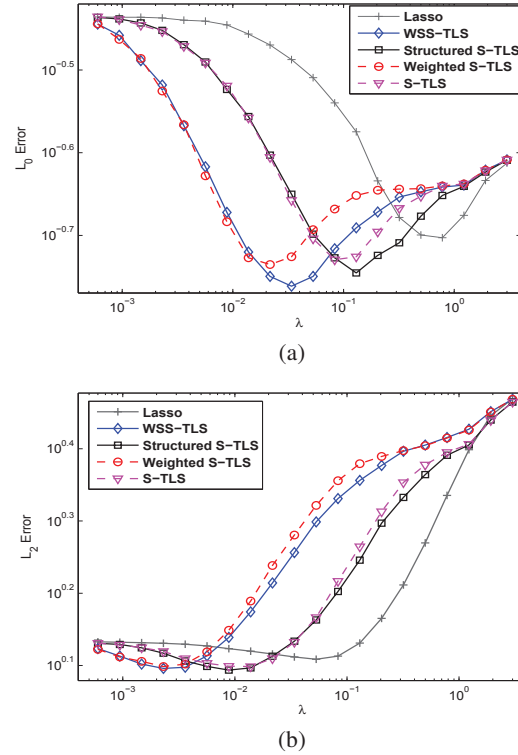 Lasso
WSS−TLS
Structured S−TLS
Weighted S−TLS
S−TLS
10^−0.5
10^−0.6
10^−0.7
L_0 Error
10^−3
10^−2
10^−1
10^0
λ
(a)
Lasso
WSS−TLS
Structured S−TLS
Weighted S−TLS
S−TLS
10^0.4
10^0.3
10^0.2
10^0.1
L_2 Error
10^−3
10^−2
10^−1
10^0
λ
(b)